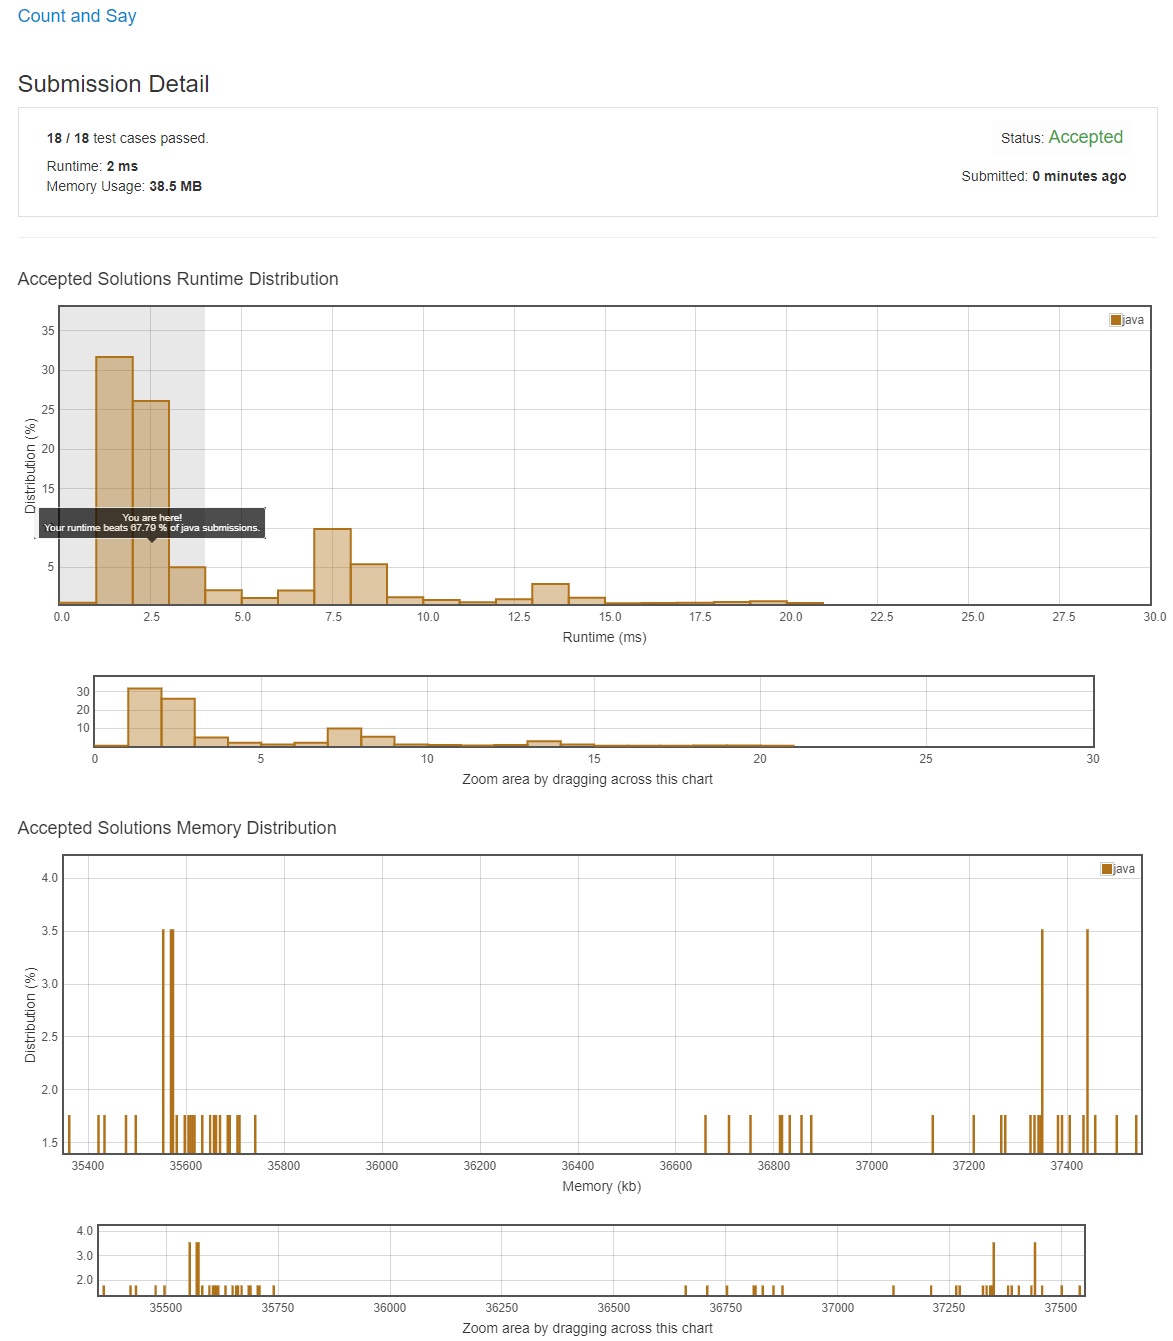 Count and Say
Submission Detail
18 / 18 test cases passed.
Status: Accepted
Runtime: 2 ms
Memory Usage: 38.5 MB
Submitted: 0 minutes ago
Accepted Solutions Runtime Distribution
java
35
30
25
20
15
5
Distribution (%)
You are here!
Your runtime beats 67.79 % of java submissions.
0.0 2.5 5.0 7.5 10.0 12.5 15.0 17.5 20.0 22.5 25.0 27.5 30.0
Runtime (ms)
30
20
10
0 5 10 15 20 25 30
Zoom area by dragging across this chart
Accepted Solutions Memory Distribution
java
4.0
3.5
3.0
2.5
2.0
1.5
Distribution (%)
35400 35600 35800 36000 36200 36400 36600 36800 37000 37200 37400
Memory (kb)
4.0
3.0
2.0
35500 35750 36000 36250 36500 36750 37000 37250 37500
Zoom area by dragging across this chart